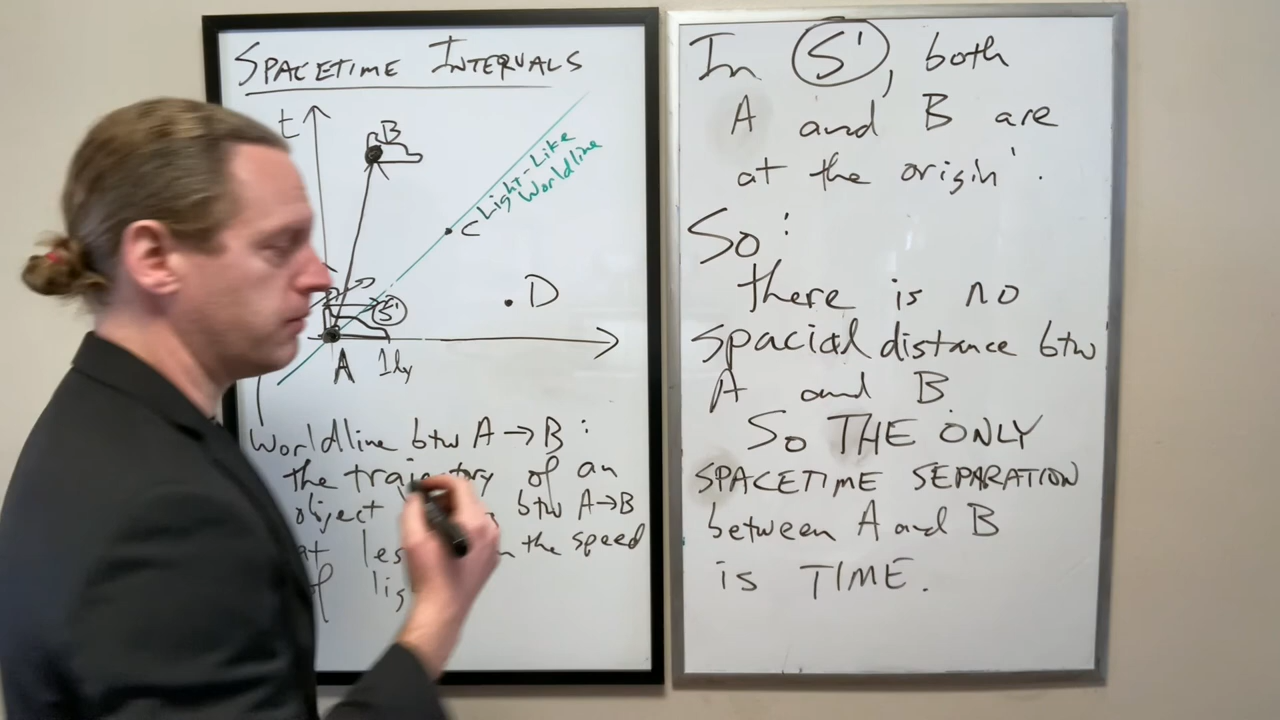 SPACETIME INTERVALS
t
B
Light-Like
Worldline
C
D
S'
A 1ly
Worldline btw A → B :
the trajectory of an
object btw A→B
at the speed
of
In S', both
A and B are
at the origin'.
So:
there is no
spacial distance btw
A and B
So THE ONLY
SPACETIME SEPARATION
between A and B
is TIME.